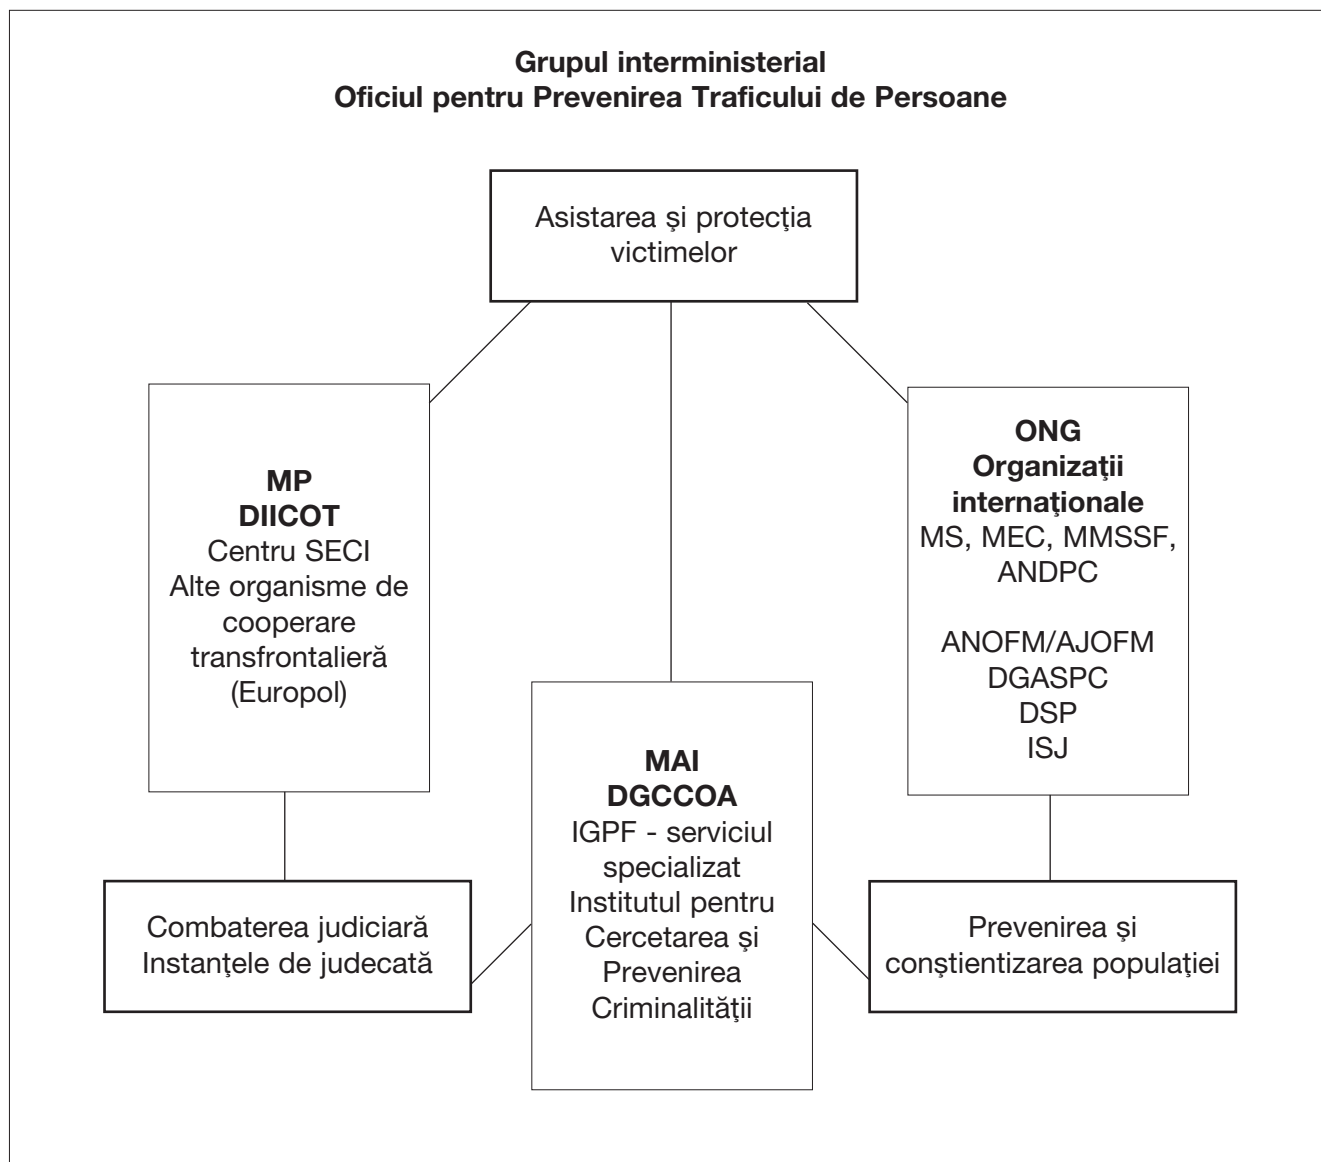 Grupul interministerial
Oficiul pentru Prevenirea Traficului de Persoane
Asistarea şi protecţia
victimelor
MP
DIICOT
Centru SECI
Alte organisme de
cooperare
transfrontalieră
(Europol)
ONG
Organizaţii
internaţionale
MS, MEC, MMSSF,
ANDPC
ANOFM/AJOFM
DGASPC
DSP
ISJ
MAI
DGCCOA
IGPF - serviciul
specializat
Institutul pentru
Cercetarea şi
Prevenirea
Criminalităţii
Combaterea judiciară
Instanţele de judecată
Prevenirea şi
conştientizarea populaţiei